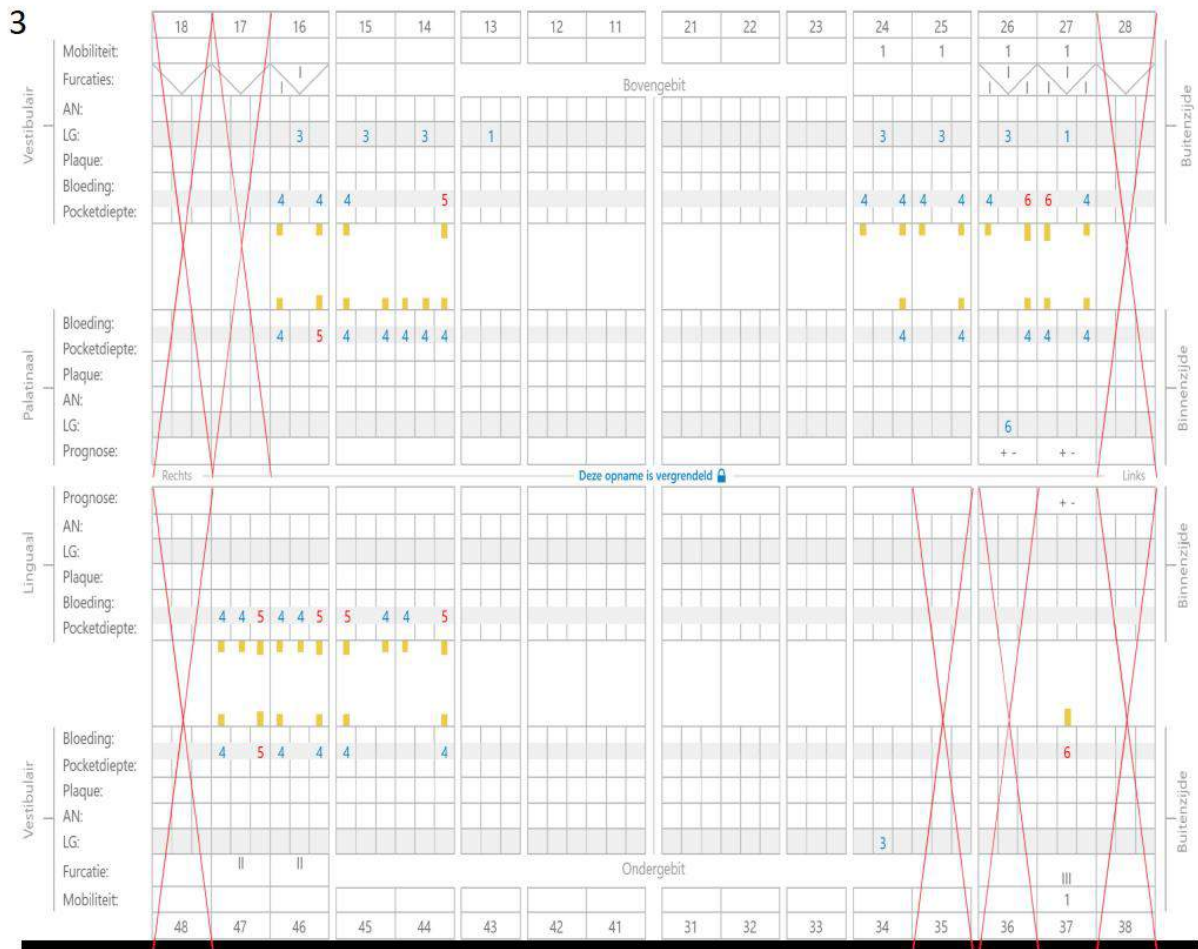 3
18 17 16 15 14 13 12 11 21 22 23 24 25 26 27 28
Mobiliteit: 1 1 1 1
Furcaties: I I I I
I I I I I
Bovengebit
Vestibulair
Buitenzijde
AN:
LG: 3 3 3 1 3 3 3 1
Plaque:
Bloeding:
Pocketdiepte: 4 4 4 5 4 4 4 4 4 6 6 4
Bloeding:
Pocketdiepte: 4 5 4 4 4 4 4 4 4 4 4 4
Plaque:
Palatinaal
Binnenzijde
AN:
LG: 6
Prognose: + - + -
Rechts Deze opname is vergrendeld Links
Prognose: + -
AN:
LG:
Linguaal
Binnenzijde
Plaque:
Bloeding:
Pocketdiepte: 4 4 5 4 4 5 5 4 4 5
Bloeding:
Pocketdiepte: 4 5 4 4 4 4 6
Plaque:
Vestibulair
Buitenzijde
AN:
LG: 3
Furcatie: II II III
Ondergebit
Mobiliteit: 1
48 47 46 45 44 43 42 41 31 32 33 34 35 36 37 38